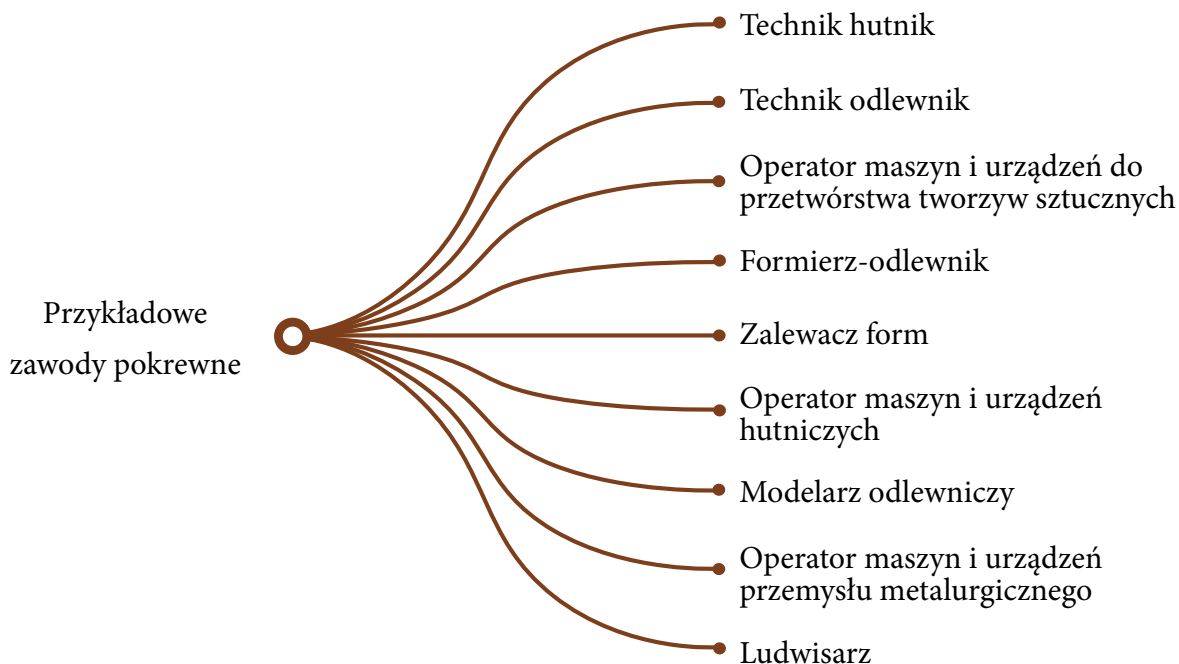 Przykładowe
zawody pokrewne
Technik hutnik
Technik odlewnik
Operator maszyn i urządzeń do
przetwórstwa tworzyw sztucznych
Formierz-odlewnik
Zalewacz form
Operator maszyn i urządzeń
hutniczych
Modelarz odlewniczy
Operator maszyn i urządzeń
przemysłu metalurgicznego
Ludwisarz